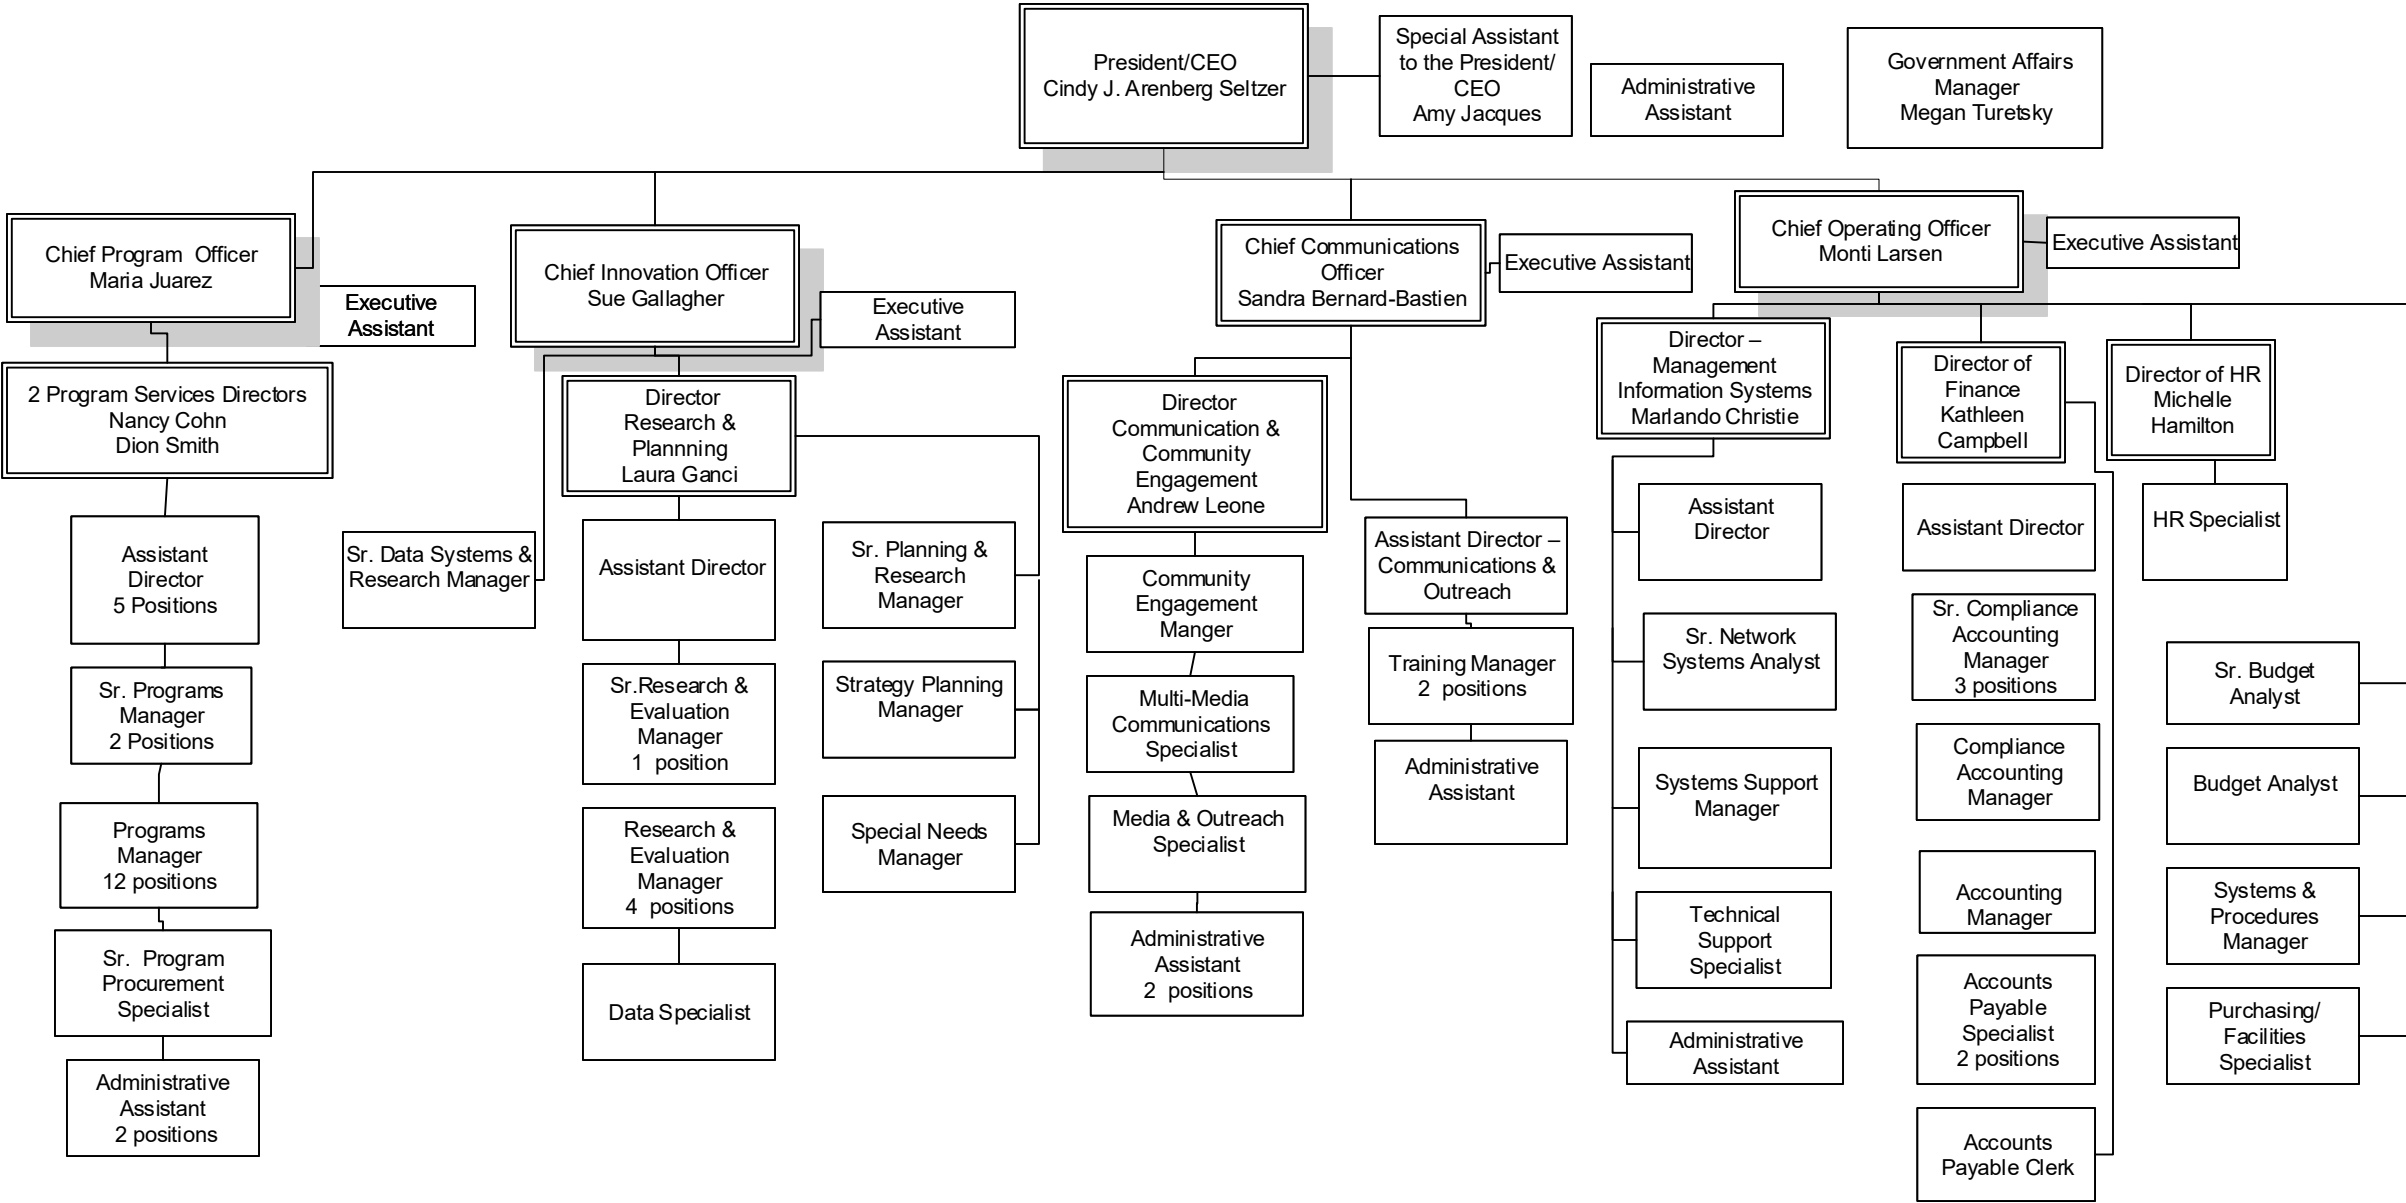 President/CEO
Cindy J. Arenberg Seltzer
Special Assistant
to the President/
CEO
Amy Jacques
Administrative
Assistant
Government Affairs
Manager
Megan Turetsky
Chief Program Officer
Maria Juarez
Executive
Assistant
Chief Innovation Officer
Sue Gallagher
Executive
Assistant
Chief Communications
Officer
Sandra Bernard-Bastien
Executive Assistant
Chief Operating Officer
Monti Larsen
Executive Assistant
2 Program Services Directors
Nancy Cohn
Dion Smith
Assistant
Director
5 Positions
Sr. Programs
Manager
2 Positions
Programs
Manager
12 positions
Sr. Program
Procurement
Specialist
Administrative
Assistant
2 positions
Sr. Data Systems &
Research Manager
Director
Research &
Plannning
Laura Ganci
Assistant Director
Sr.Research &
Evaluation
Manager
1 position
Research &
Evaluation
Manager
4 positions
Data Specialist
Sr. Planning &
Research
Manager
Strategy Planning
Manager
Special Needs
Manager
Director
Communication &
Community
Engagement
Andrew Leone
Community
Engagement
Manger
Multi-Media
Communications
Specialist
Media & Outreach
Specialist
Administrative
Assistant
2 positions
Assistant Director –
Communications &
Outreach
Training Manager
2 positions
Administrative
Assistant
Director –
Management
Information Systems
Marlando Christie
Assistant
Director
Sr. Network
Systems Analyst
Systems Support
Manager
Technical
Support
Specialist
Administrative
Assistant
Director of
Finance
Kathleen
Campbell
Assistant Director
Sr. Compliance
Accounting
Manager
3 positions
Compliance
Accounting
Manager
Accounting
Manager
Accounts
Payable
Specialist
2 positions
Accounts
Payable Clerk
Director of HR
Michelle
Hamilton
HR Specialist
Sr. Budget
Analyst
Budget Analyst
Systems &
Procedures
Manager
Purchasing/
Facilities
Specialist